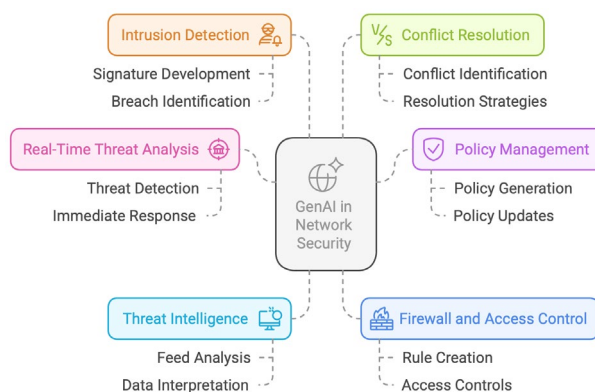 Intrusion Detection
Signature Development
Breach Identification
V/S Conflict Resolution
Conflict Identification
Resolution Strategies
Real-Time Threat Analysis
Threat Detection
Immediate Response
GenAI in
Network
Security
Policy Management
Policy Generation
Policy Updates
Threat Intelligence
Feed Analysis
Data Interpretation
Firewall and Access Control
Rule Creation
Access Controls